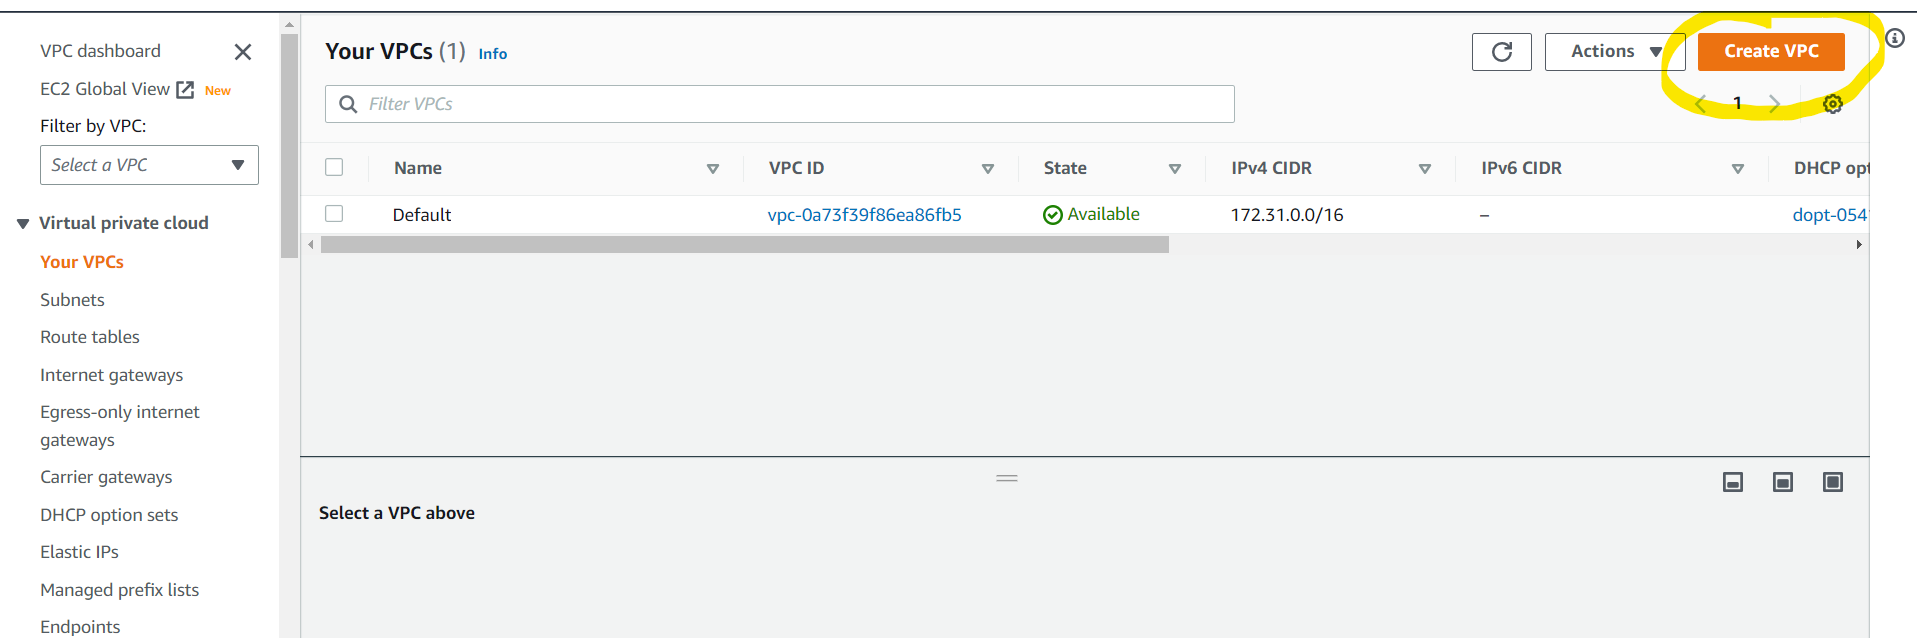 VPC dashboard
EC2 Global View New
Filter by VPC:
Select a VPC
Virtual private cloud
Your VPCs
Subnets
Route tables
Internet gateways
Egress-only internet
gateways
Carrier gateways
DHCP option sets
Elastic IPs
Managed prefix lists
Endpoints
Your VPCs (1) Info
Actions
Create VPC
Filter VPCs
1
Name VPC ID State IPv4 CIDR IPv6 CIDR DHCP opt
Default vpc-0a73f39f86ea86fb5 Available 172.31.0.0/16 – dopt-054
Select a VPC above